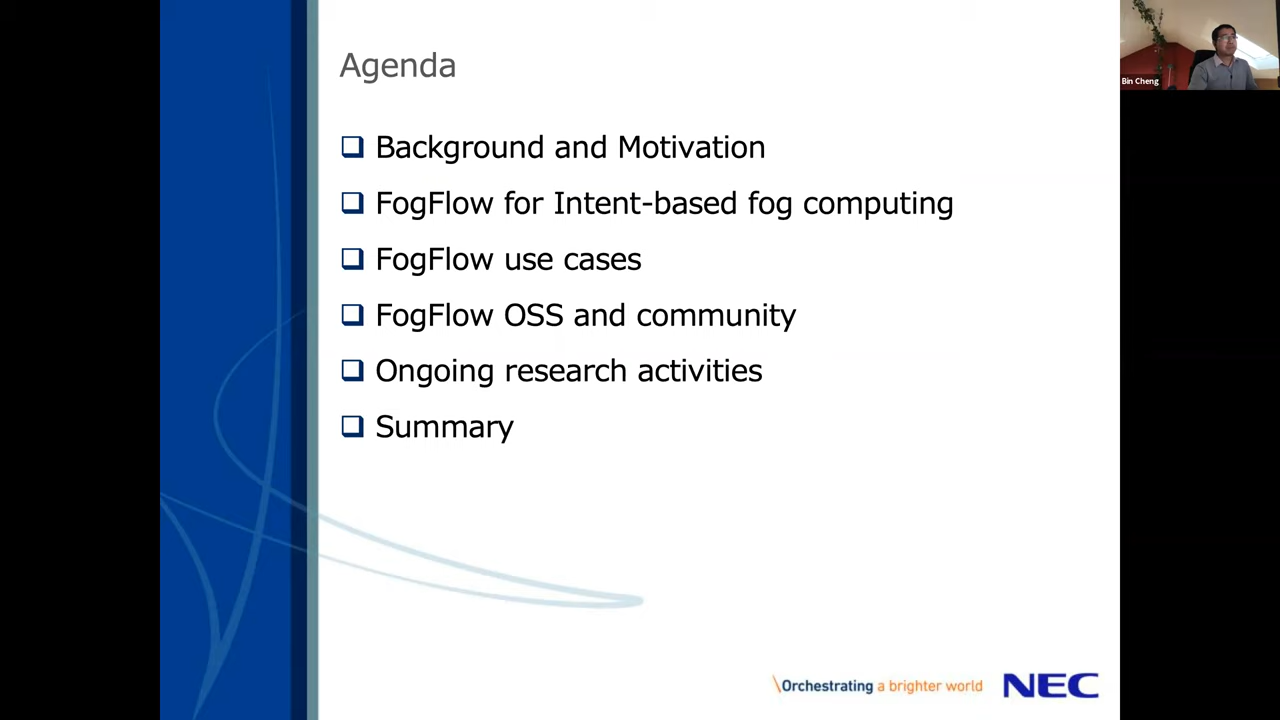 Agenda
Background and Motivation
FogFlow for Intent-based fog computing
FogFlow use cases
FogFlow OSS and community
Ongoing research activities
Summary
\Orchestrating a brighter world
NEC
Bin Cheng